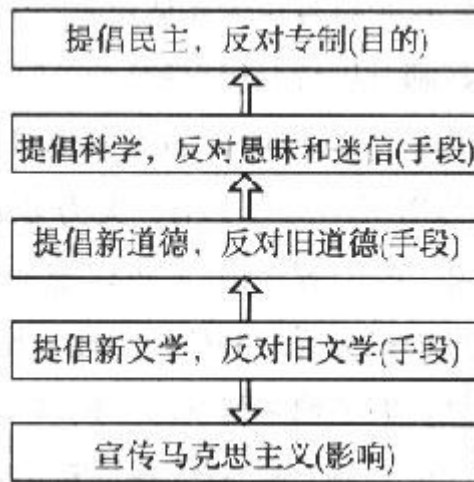 提倡民主，反对专制(目的)
提倡科学，反对愚昧和迷信(手段)
提倡新道德，反对旧道德(手段)
提倡新文学，反对旧文学(手段)
宣传马克思主义(影响)